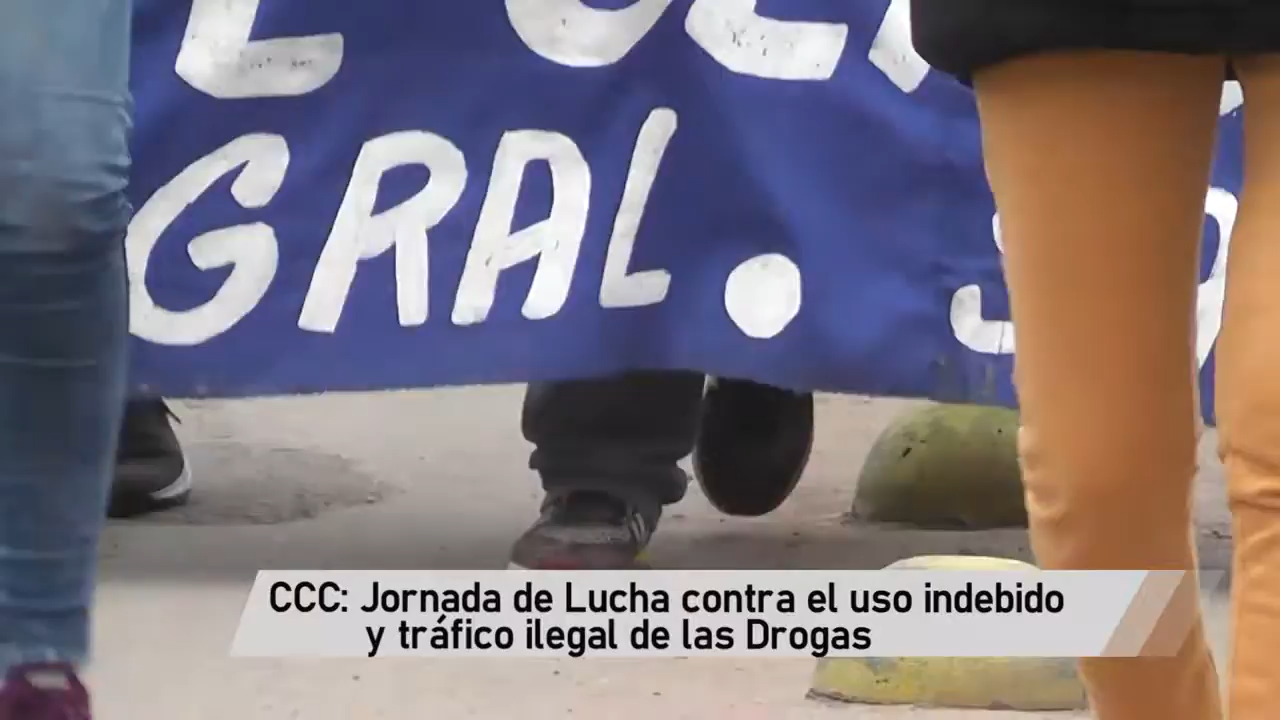 GRAL.
CCC: Jornada de Lucha contra el uso indebido
y tráfico ilegal de las Drogas